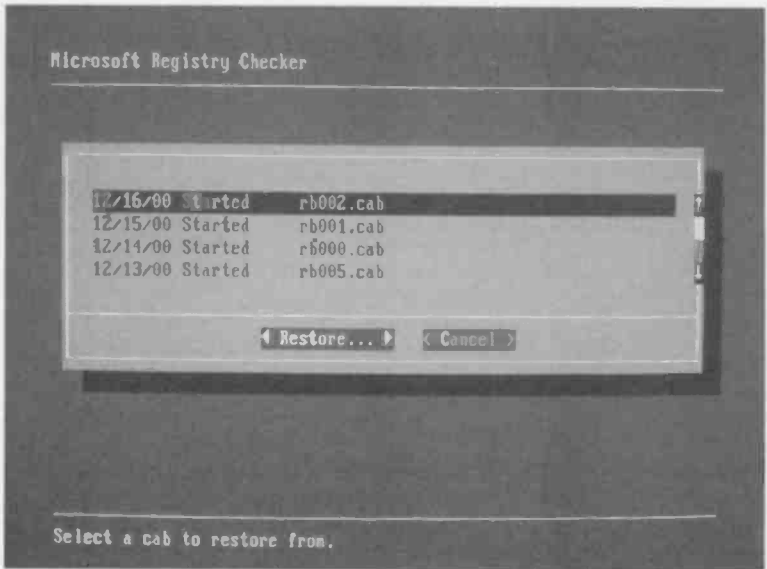 Microsoft Registry Checker
12/16/00 Started rb002.cab
12/15/00 Started rb001.cab
12/14/00 Started rb000.cab
12/13/00 Started rb005.cab
Restore... Cancel
Select a cab to restore from.